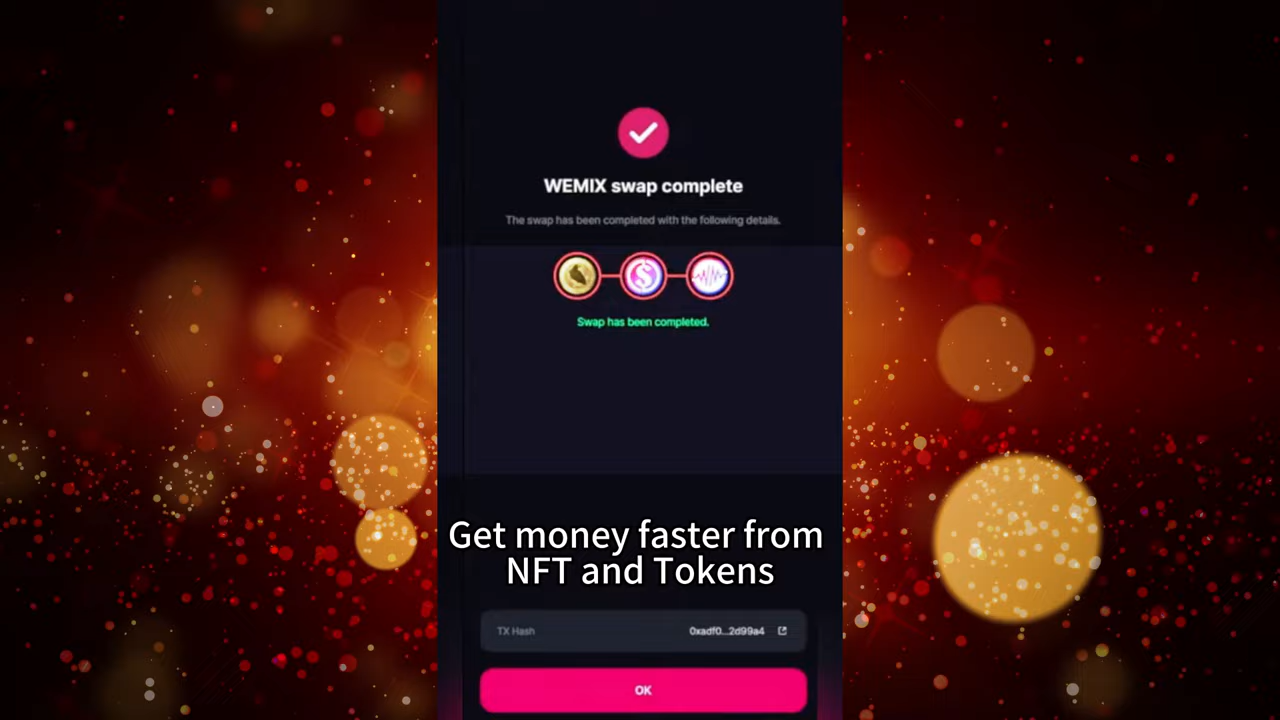 WEMIX swap complete
The swap has been completed with the following details.
Swap has been completed.
Get money faster from
NFT and Tokens
TX Hash 0xadf0...2d99a4
OK